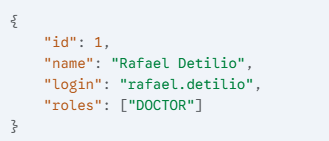 {
    "id": 1,
    "name": "Rafael Detilio",
    "login": "rafael.detilio",
    "roles": ["DOCTOR"]
}